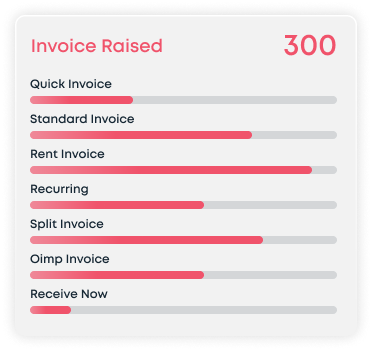 Invoice Raised 300
Quick Invoice
Standard Invoice
Rent Invoice
Recurring
Split Invoice
Oimp Invoice
Receive Now